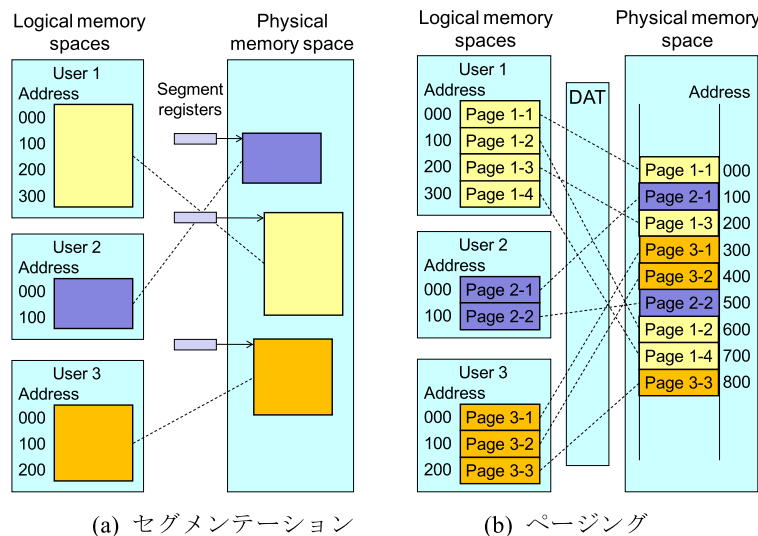 Logical memory
spaces
Physical
memory space
User 1
Address
000
100
200
300
Segment
registers
User 2
Address
000
100
User 3
Address
000
100
200
(a) セグメンテーション
Logical memory
spaces
Physical memory
space
User 1
Address
000 Page 1-1
100 Page 1-2
200 Page 1-3
300 Page 1-4
User 2
Address
000 Page 2-1
100 Page 2-2
User 3
Address
000 Page 3-1
100 Page 3-2
200 Page 3-3
DAT
Address
Page 1-1 000
Page 2-1 100
Page 1-3 200
Page 3-1 300
Page 3-2 400
Page 2-2 500
Page 1-2 600
Page 1-4 700
Page 3-3 800
(b) ページング